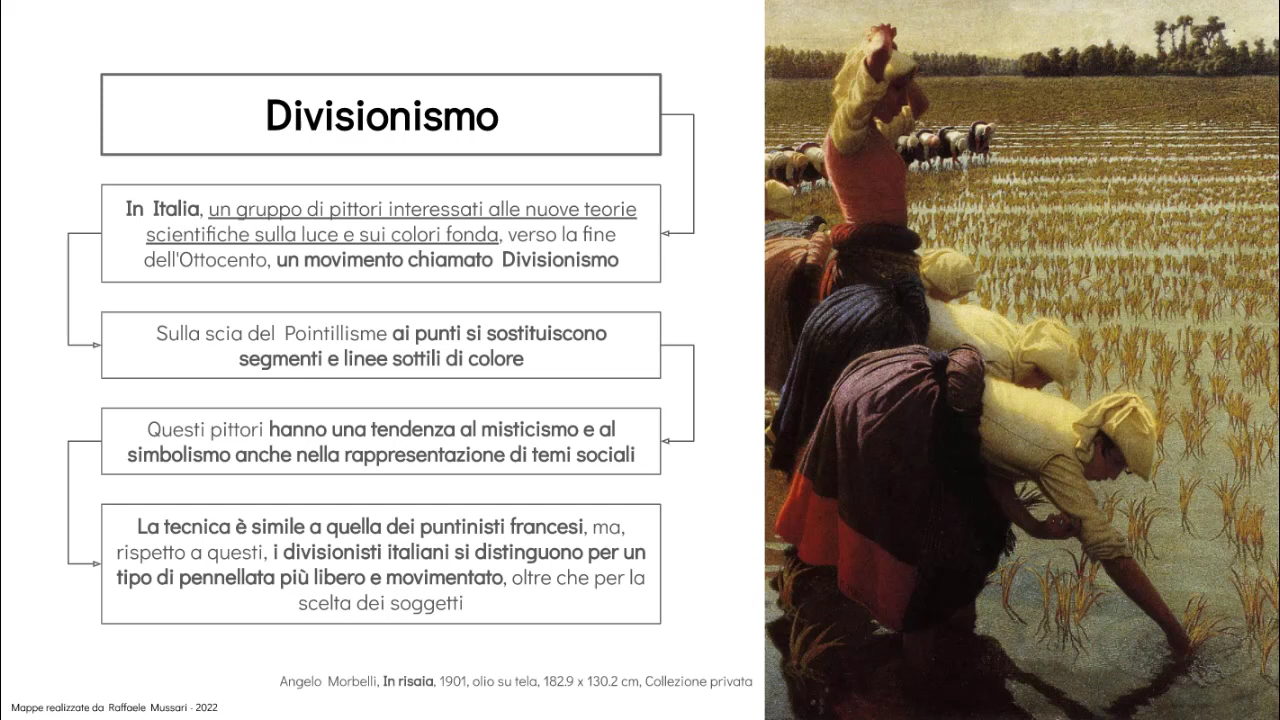 Divisionismo
In Italia, un gruppo di pittori interessati alle nuove teorie
scientifiche sulla luce e sui colori fonda, verso la fine
dell'Ottocento, un movimento chiamato Divisionismo
Sulla scia del Pointillisme ai punti si sostituiscono
segmenti e linee sottili di colore
Questi pittori hanno una tendenza al misticismo e al
simbolismo anche nella rappresentazione di temi sociali
La tecnica è simile a quella dei puntinisti francesi, ma,
rispetto a questi, i divisionisti italiani si distinguono per un
tipo di pennellata più libero e movimentato, oltre che per la
scelta dei soggetti
Angelo Morbelli, In risaia, 1901, olio su tela, 182.9 x 130.2 cm, Collezione privata
Mappe realizzate da Raffaele Mussari - 2022